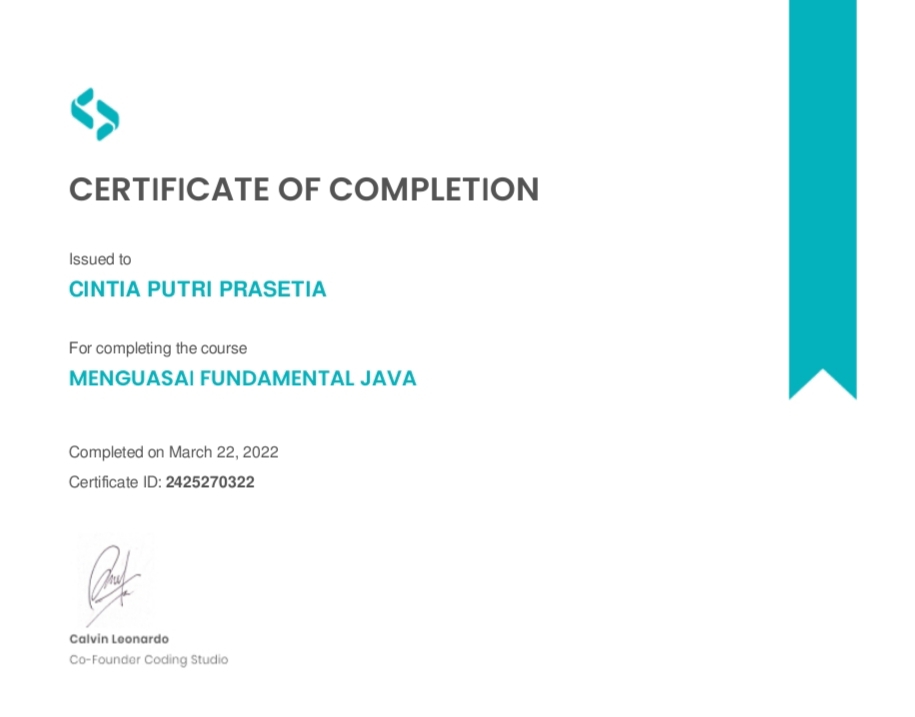 CERTIFICATE OF COMPLETION
Issued to
CINTIA PUTRI PRASETIA
For completing the course
MENGUASAI FUNDAMENTAL JAVA
Completed on March 22, 2022
Certificate ID: 2425270322
Calvin Leonardo
Co-Founder Coding Studio